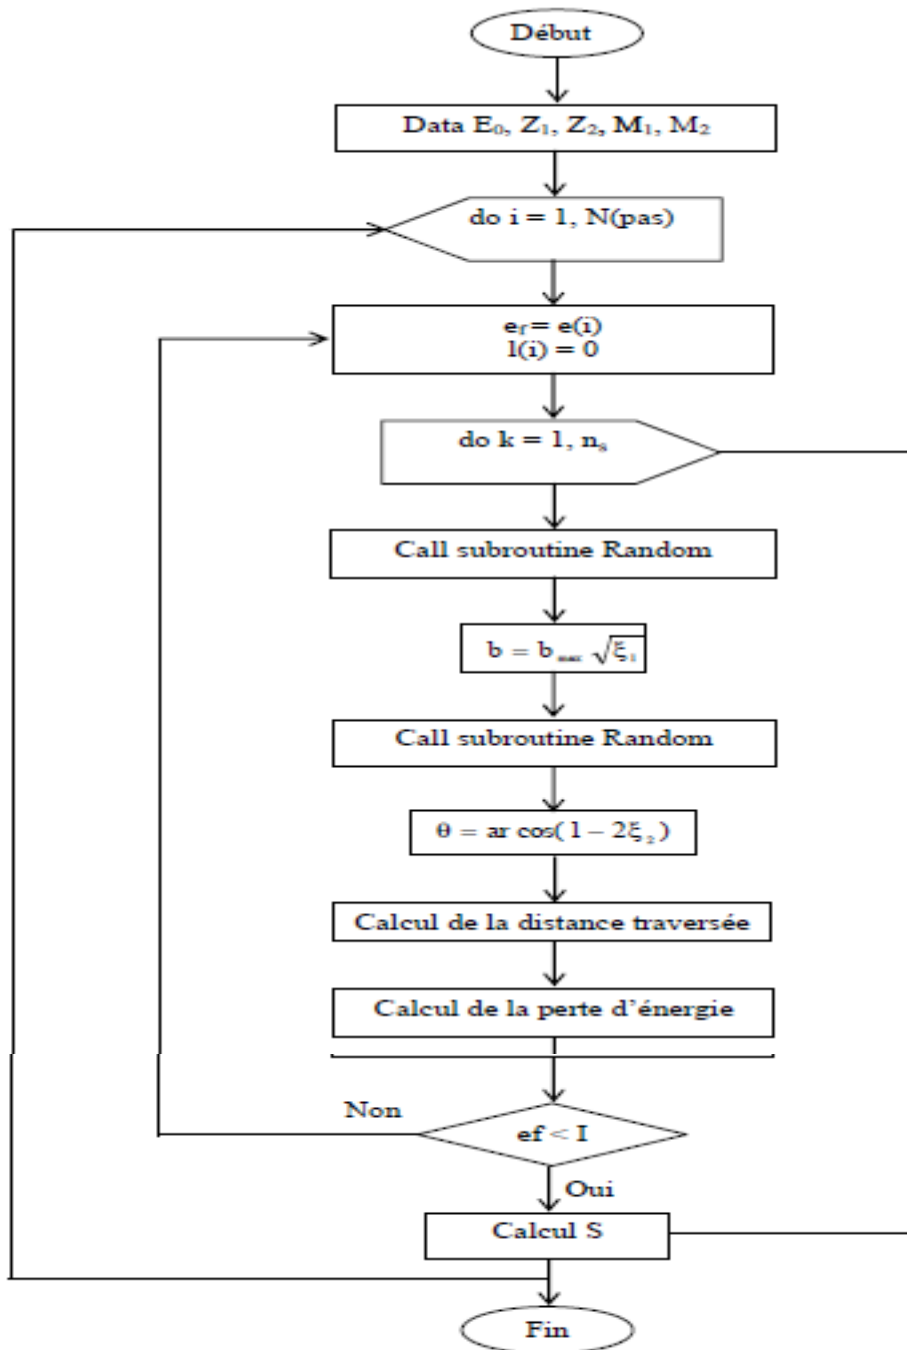 Début
Data E₀, Z₁, Z₂, M₁, M₂
do i = 1, N(pas)
e_f = e(i)
l(i) = 0
do k = 1, nₛ
Call subroutine Random
b = b_max √ξ₁
Call subroutine Random
θ = ar cos( 1 − 2ξ₂ )
Calcul de la distance traversée
Calcul de la perte d’énergie
Non
ef < I
Oui
Calcul S
Fin